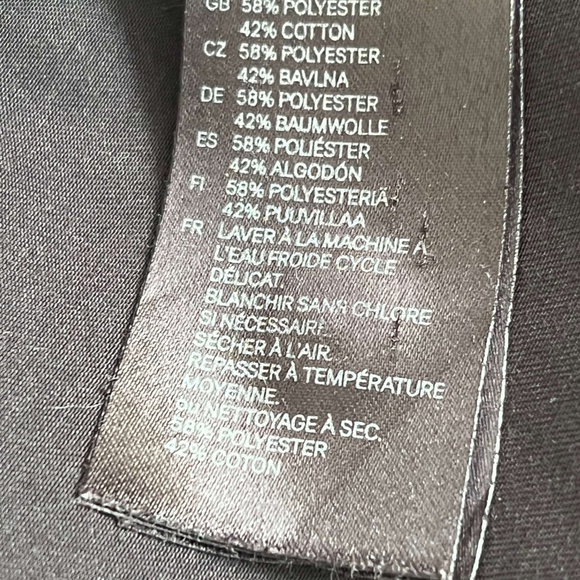 GB 58% POLYESTER
42% COTTON
CZ 58% POLYESTER
42% BAVLNA
DE 58% POLYESTER
42% BAUMWOLLE
ES 58% POLIÉSTER
42% ALGODÓN
FI 58% POLYESTERIÄ
42% PUUVILLAA
FR LAVER À LA MACHINE À
L'EAU FROIDE CYCLE
DÉLICAT.
BLANCHIR SANS CHLORE
SI NÉCESSAIRE.
SÉCHER À L'AIR.
REPASSER À TEMPÉRATURE
MOYENNE.
OU NETTOYAGE À SEC.
58% POLYESTER
42% COTON